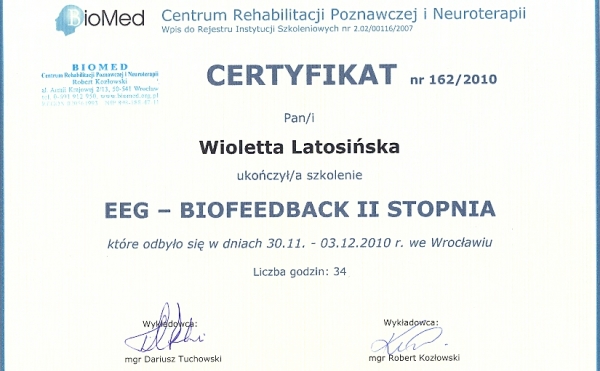 BioMed
Centrum Rehabilitacji Poznawczej i Neuroterapii
Wpis do Rejestru Instytucji Szkoleniowych nr 2.02/00116/2007
BIOMED
Centrum Rehabilitacji Poznawczej i Neuroterapii
Robert Kozłowski
al. Armii Krajowej 2/13, 50-541 Wrocław
CERTYFIKAT nr 162/2010
Pan/i
Wioletta Latosińska
ukończył/a szkolenie
EEG – BIOFEEDBACK II STOPNIA
które odbyło się w dniach 30.11. - 03.12.2010 r. we Wrocławiu
Liczba godzin: 34
Wykładowca:
mgr Dariusz Tuchowski
Wykładowca:
mgr Robert Kozłowski